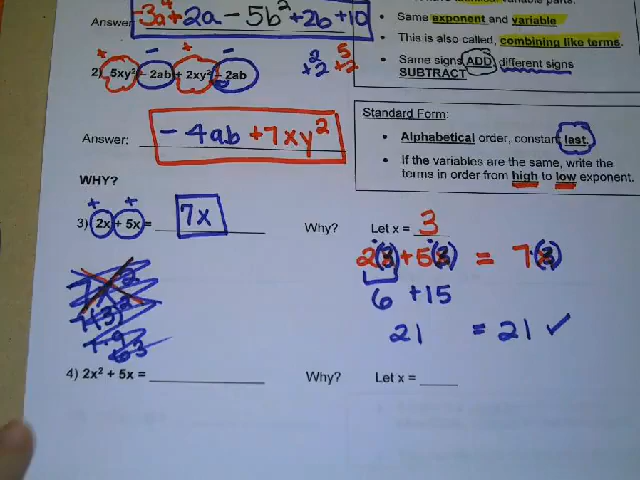 Answer -3a⁴+2a-5b²+2b+10
• Same exponent and variable
• This is also called, combining like terms.
• Same signs ADD, different signs
SUBTRACT
+ - + -
2) 5xy² - 2ab + 2xy² - 2ab
2 5
+2 +2
Answer: -4ab +7xy²
Standard Form:
• Alphabetical order, constant last.
• If the variables are the same, write the
terms in order from high to low exponent.
WHY?
+ +
3) 2x + 5x = 7x Why? Let x = 3
2(3)+5(3) = 7(3)
6 +15
21 = 21 ✓
4) 2x² + 5x = Why? Let x =